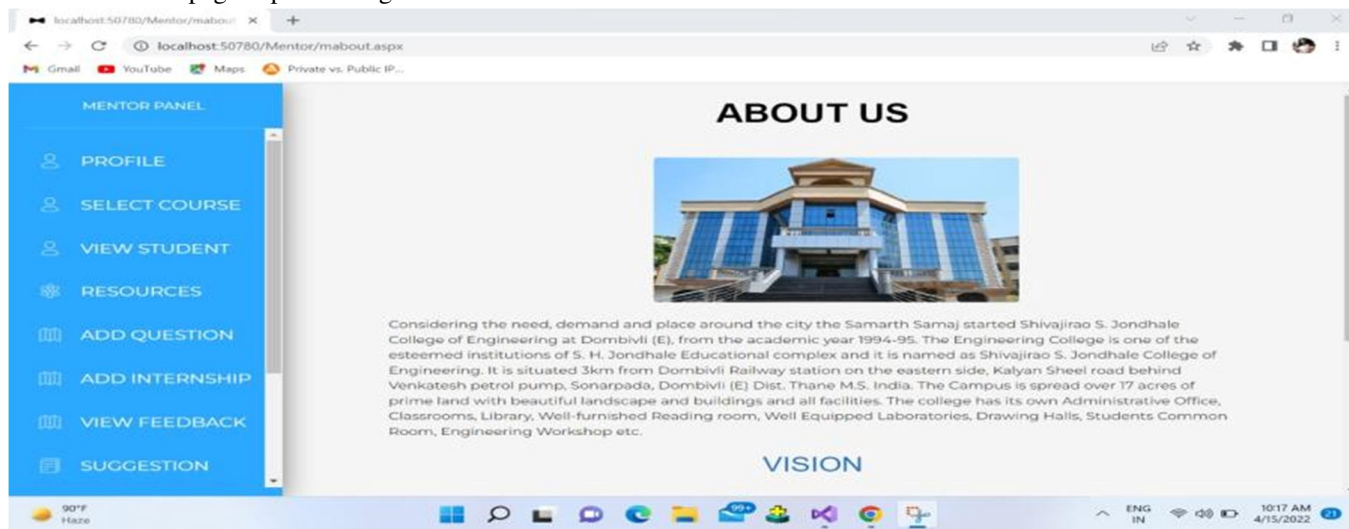 localhost:50780/Mentor/mabout
localhost:50780/Mentor/mabout.aspx
Gmail YouTube Maps Private vs. Public IP...
MENTOR PANEL
PROFILE
SELECT COURSE
VIEW STUDENT
RESOURCES
ADD QUESTION
ADD INTERNSHIP
VIEW FEEDBACK
SUGGESTION
ABOUT US
Considering the need, demand and place around the city the Samarth Samaj started Shivajirao S. Jondhale
College of Engineering at Dombivli (E), from the academic year 1994-95. The Engineering College is one of the
esteemed institutions of S. H. Jondhale Educational complex and it is named as Shivajirao S. Jondhale College of
Engineering. It is situated 3km from Dombivli Railway station on the eastern side, Kalyan Sheel road behind
Venkatesh petrol pump, Sonarpada, Dombivli (E) Dist. Thane M.S. India. The Campus is spread over 17 acres of
prime land with beautiful landscape and buildings and all facilities. The college has its own Administrative Office,
Classrooms, Library, Well-furnished Reading room, Well Equipped Laboratories, Drawing Halls, Students Common
Room, Engineering Workshop etc.
VISION
90°F
Haze
99+
ENG
IN
10:17 AM
4/15/2022
21